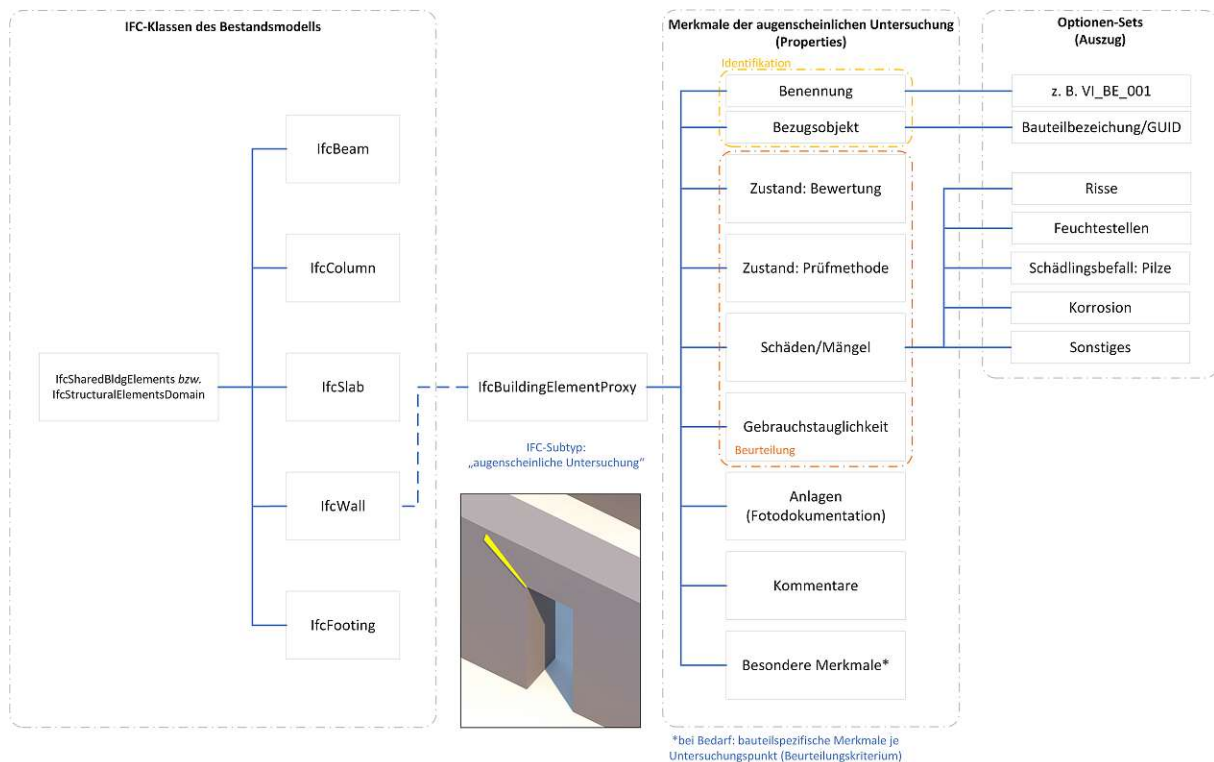 IFC-Klassen des Bestandsmodells
IfcSharedBldgElements bzw.
IfcStructuralElementsDomain
IfcBeam
IfcColumn
IfcSlab
IfcWall
IfcFooting
IfcBuildingElementProxy
IFC-Subtyp:
„augenscheinliche Untersuchung“
Merkmale der augenscheinlichen Untersuchung
(Properties)
Identifikation
Benennung
Bezugsobjekt
Zustand: Bewertung
Zustand: Prüfmethode
Schäden/Mängel
Gebrauchstauglichkeit
Beurteilung
Anlagen
(Fotodokumentation)
Kommentare
Besondere Merkmale*
*bei Bedarf: bauteilspezifische Merkmale je
Untersuchungspunkt (Beurteilungskriterium)
Optionen-Sets
(Auszug)
z. B. VI_BE_001
Bauteilbezeichung/GUID
Risse
Feuchtestellen
Schädlingsbefall: Pilze
Korrosion
Sonstiges